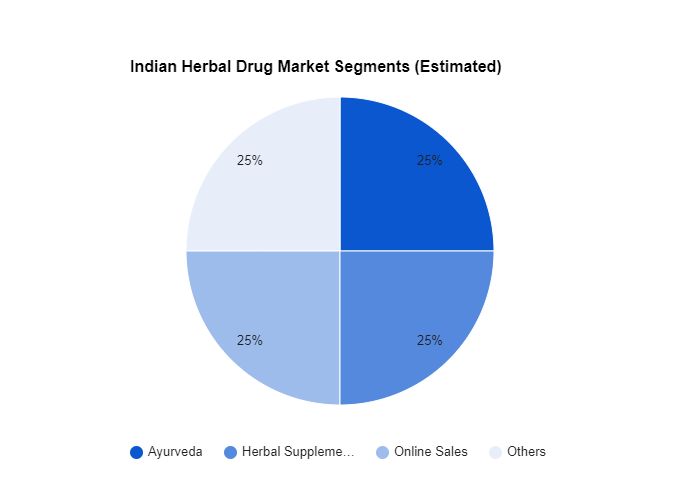 Indian Herbal Drug Market Segments (Estimated)
25% 25%
25% 25%
Ayurveda Herbal Suppleme... Online Sales Others